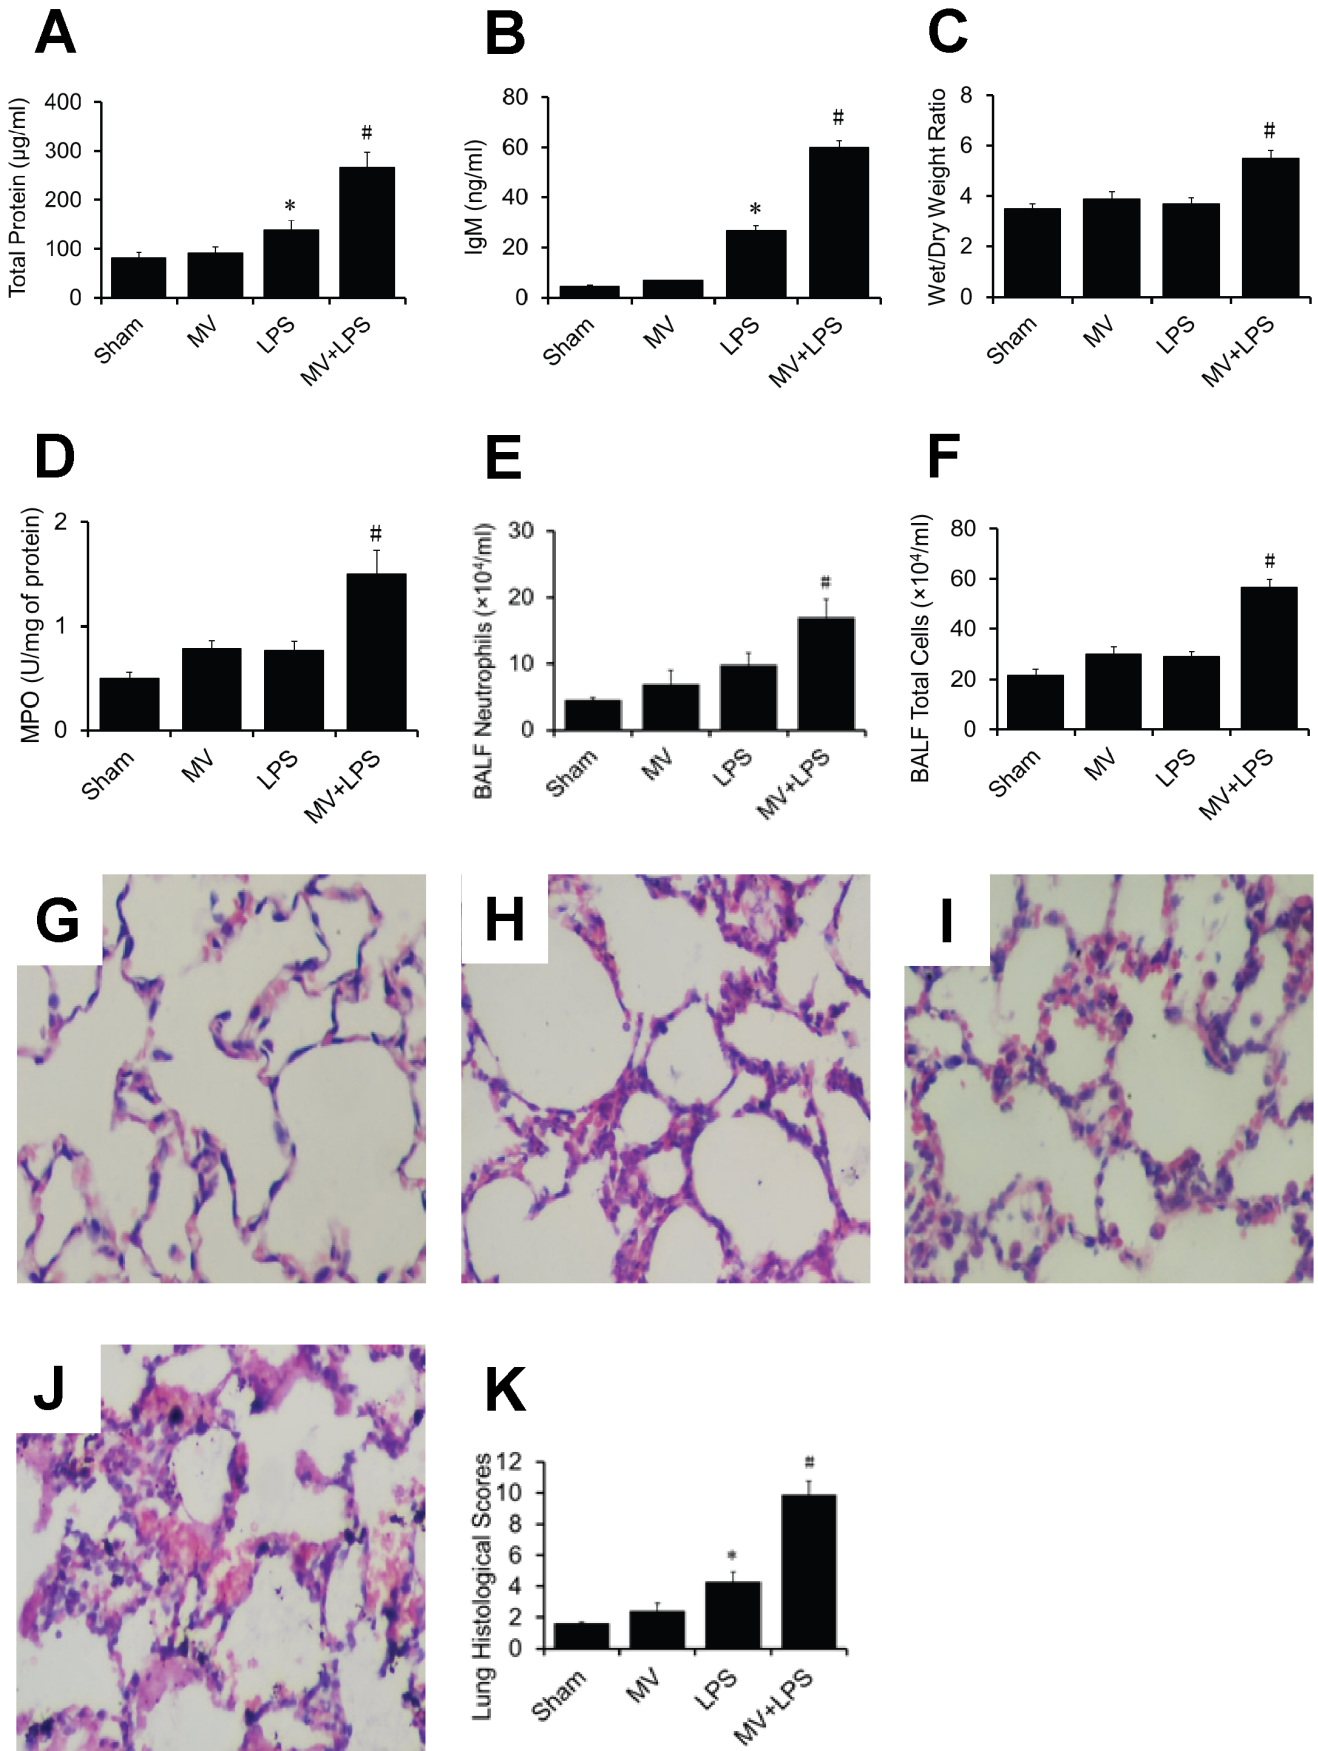 A
B
C
Total Protein (µg/ml)
400
300
200
100
0
*
#
Sham
MV
LPS
MV+LPS
IgM (ng/ml)
80
60
40
20
0
*
#
Sham
MV
LPS
MV+LPS
Wet/Dry Weight Ratio
8
6
4
2
0
#
Sham
MV
LPS
MV+LPS
D
E
F
MPO (U/mg of protein)
2
1
0
#
Sham
MV
LPS
MV+LPS
BALF Neutrophils (×10⁴/ml)
30
20
10
0
#
Sham
MV
LPS
MV+LPS
BALF Total Cells (×10⁴/ml)
80
60
40
20
0
#
Sham
MV
LPS
MV+LPS
G
H
I
J
K
Lung Histological Scores
12
10
8
6
4
2
0
*
#
Sham
MV
LPS
MV+LPS